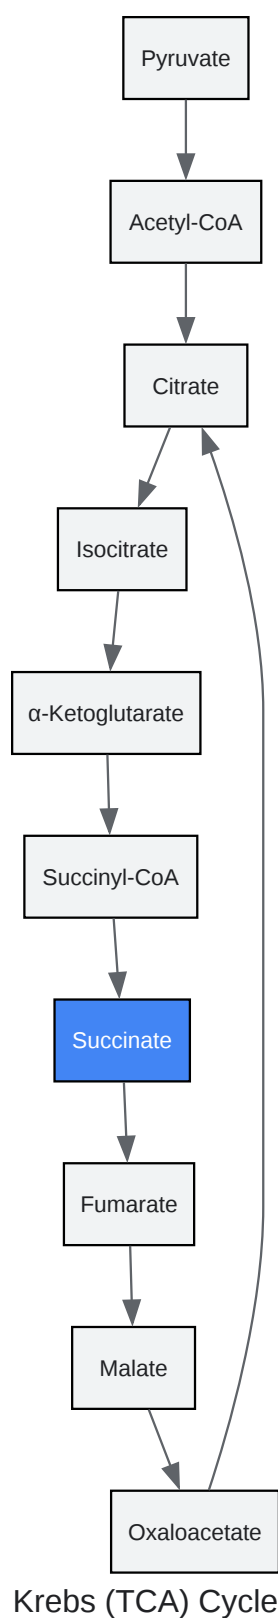 Pyruvate
Acetyl-CoA
Citrate
Isocitrate
α-Ketoglutarate
Succinyl-CoA
Succinate
Fumarate
Malate
Oxaloacetate
Krebs (TCA) Cycle